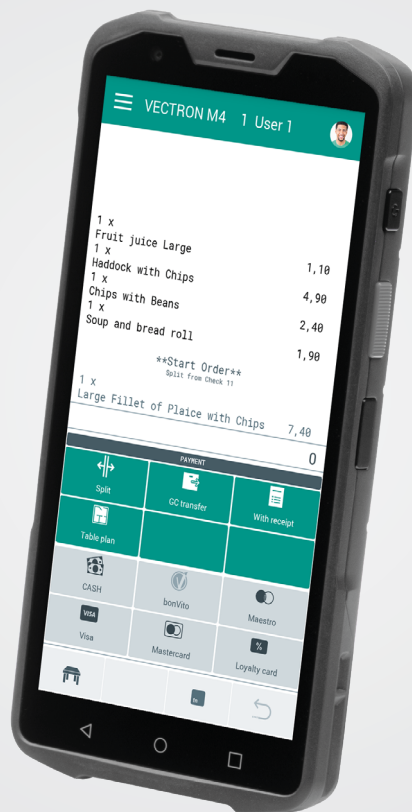 VECTRON M4 1 User 1
1 x
Fruit juice Large 1,10
1 x
Haddock with Chips 4,90
1 x
Chips with Beans 2,40
1 x
Soup and bread roll 1,90
**Start Order**
Split from Check 11
1 x
Large Fillet of Plaice with Chips 7,40
0
PAYMENT
Split GC transfer With receipt
Table plan
CASH bonVito Maestro
VISA %
Visa Mastercard Loyalty card